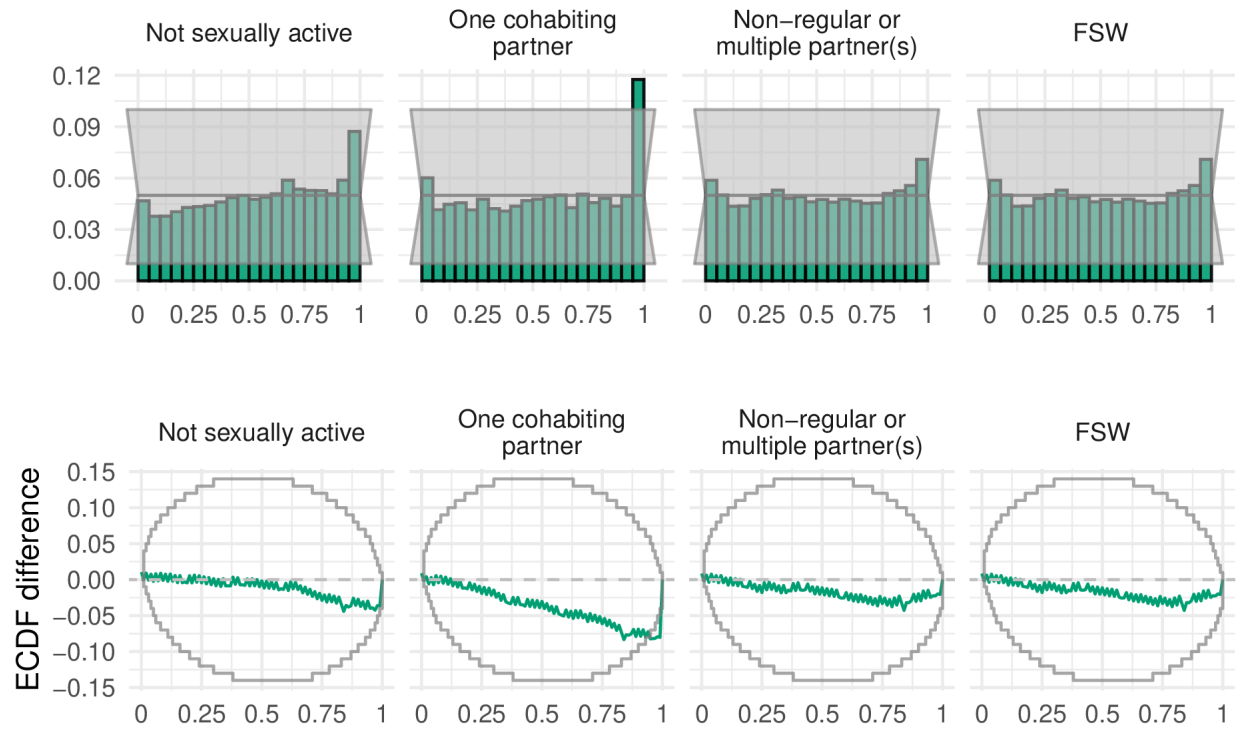 Not sexually active
One cohabiting
partner
Non−regular or
multiple partner(s)
FSW
0.12
0.09
0.06
0.03
0.00
0 0.25 0.5 0.75 1
0 0.25 0.5 0.75 1
0 0.25 0.5 0.75 1
0 0.25 0.5 0.75 1
Not sexually active
One cohabiting
partner
Non−regular or
multiple partner(s)
FSW
ECDF difference
0.15
0.10
0.05
0.00
−0.05
−0.10
−0.15
0 0.25 0.5 0.75 1
0 0.25 0.5 0.75 1
0 0.25 0.5 0.75 1
0 0.25 0.5 0.75 1